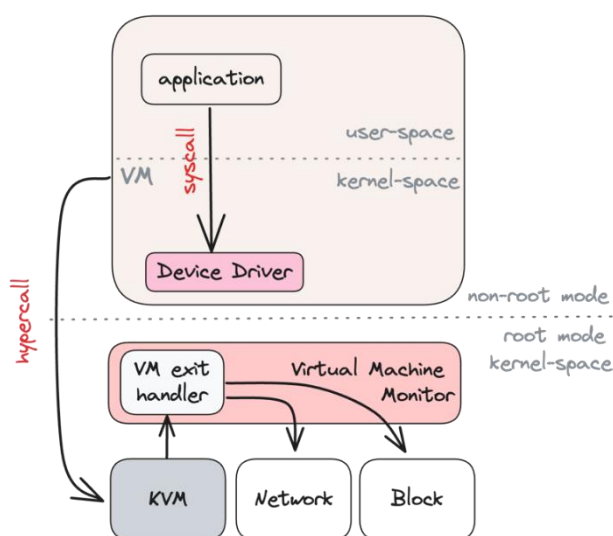 application
syscall
user-space
VM
kernel-space
Device Driver
non-root mode
hypercall
root mode
kernel-space
VM exit
handler
Virtual Machine
Monitor
KVM
Network
Block